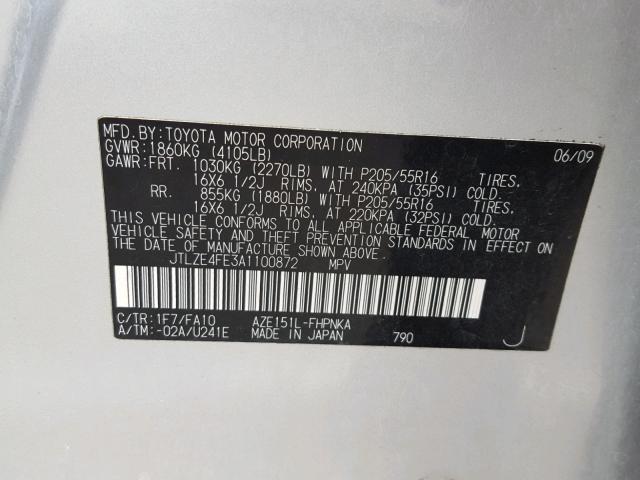 MFD. BY: TOYOTA MOTOR CORPORATION 06/09
GVWR: 1860KG (4105LB)
GAWR: FRT. 1030KG (2270LB) WITH P205/55R16 TIRES,
16X6 1/2J RIMS, AT 240KPA (35PSI) COLD.
RR. 855KG (1880LB) WITH P205/55R16 TIRES,
16X6 1/2J RIMS, AT 220KPA (32PSI) COLD.
THIS VEHICLE CONFORMS TO ALL APPLICABLE FEDERAL MOTOR
VEHICLE SAFETY AND THEFT PREVENTION STANDARDS IN EFFECT ON
THE DATE OF MANUFACTURE SHOWN ABOVE.
JTLZE4FE3A1100872 MPV
C/TR: 1F7/FA10 AZE151L-FHPNKA
A/TM: -02A/U241E MADE IN JAPAN 790 J